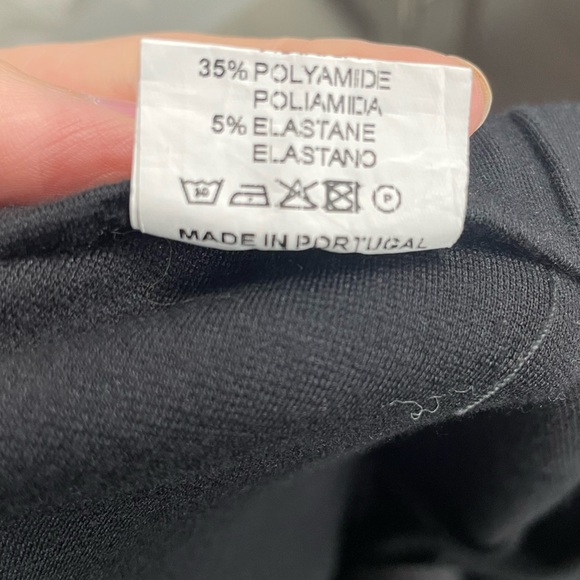 35% POLYAMIDE
POLIAMIDA
5% ELASTANE
ELASTANO
P
MADE IN PORTUGAL